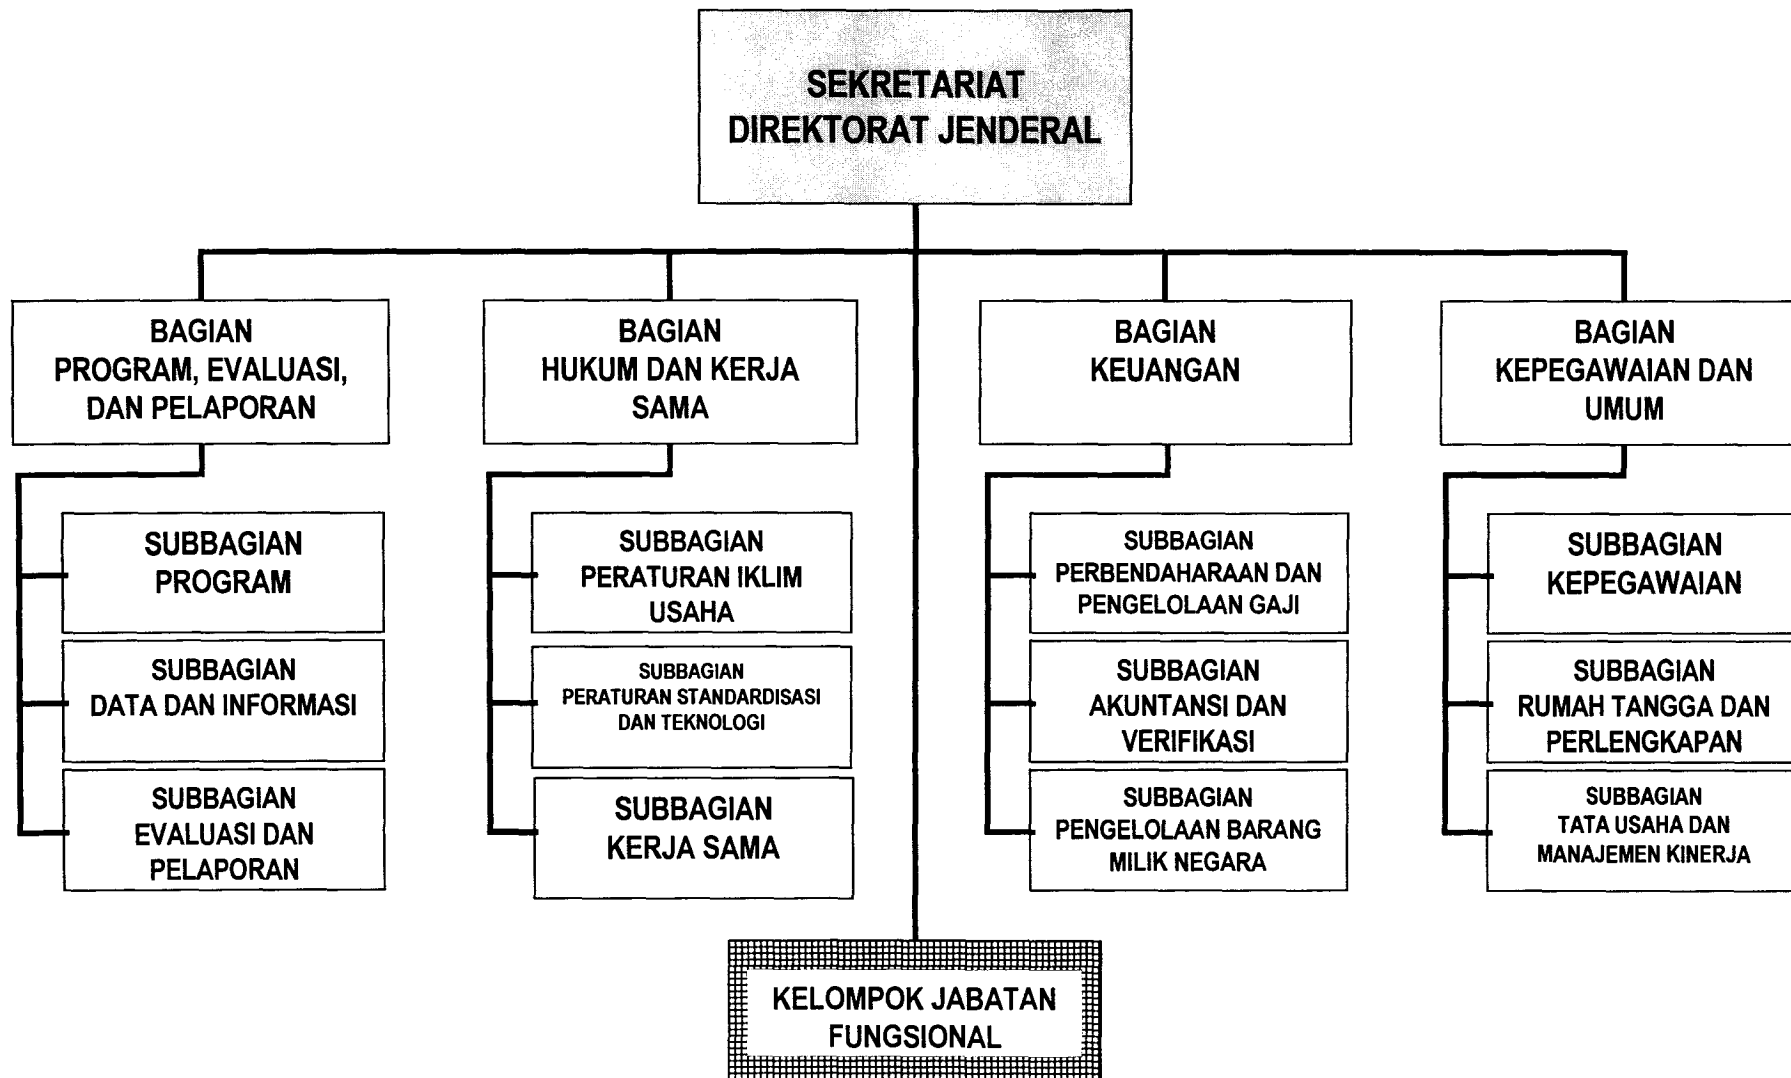 SEKRETARIAT
DIREKTORAT JENDERAL
BAGIAN
PROGRAM, EVALUASI,
DAN PELAPORAN
BAGIAN
HUKUM DAN KERJA
SAMA
BAGIAN
KEUANGAN
BAGIAN
KEPEGAWAIAN DAN
UMUM
SUBBAGIAN
PROGRAM
SUBBAGIAN
DATA DAN INFORMASI
SUBBAGIAN
EVALUASI DAN
PELAPORAN
SUBBAGIAN
PERATURAN IKLIM
USAHA
SUBBAGIAN
PERATURAN STANDARDISASI
DAN TEKNOLOGI
SUBBAGIAN
KERJA SAMA
SUBBAGIAN
PERBENDAHARAAN DAN
PENGELOLAAN GAJI
SUBBAGIAN
AKUNTANSI DAN
VERIFIKASI
SUBBAGIAN
PENGELOLAAN BARANG
MILIK NEGARA
SUBBAGIAN
KEPEGAWAIAN
SUBBAGIAN
RUMAH TANGGA DAN
PERLENGKAPAN
SUBBAGIAN
TATA USAHA DAN
MANAJEMEN KINERJA
KELOMPOK JABATAN
FUNGSIONAL